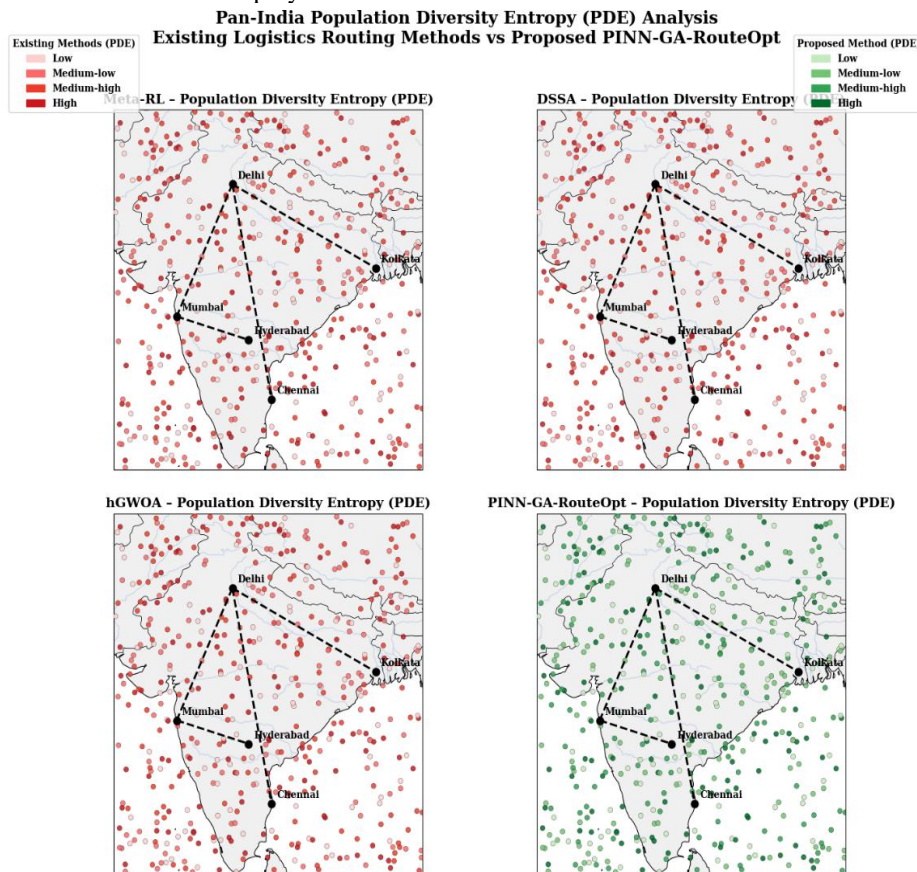 Pan-India Population Diversity Entropy (PDE) Analysis
Existing Logistics Routing Methods vs Proposed PINN-GA-RouteOpt
Existing Methods (PDE)
Low
Medium-low
Medium-high
High
Proposed Method (PDE
Low
Medium-low
Medium-high
High
Meta-RL – Population Diversity Entropy (PDE)
Delhi
Kolkata
Mumbai
Hyderabad
Chennai
DSSA – Population Diversity Entropy (PDE)
Delhi
Kolkata
Mumbai
Hyderabad
Chennai
hGWOA – Population Diversity Entropy (PDE)
Delhi
Kolkata
Mumbai
Hyderabad
Chennai
PINN-GA-RouteOpt – Population Diversity Entropy (PDE)
Delhi
Kolkata
Mumbai
Hyderabad
Chennai